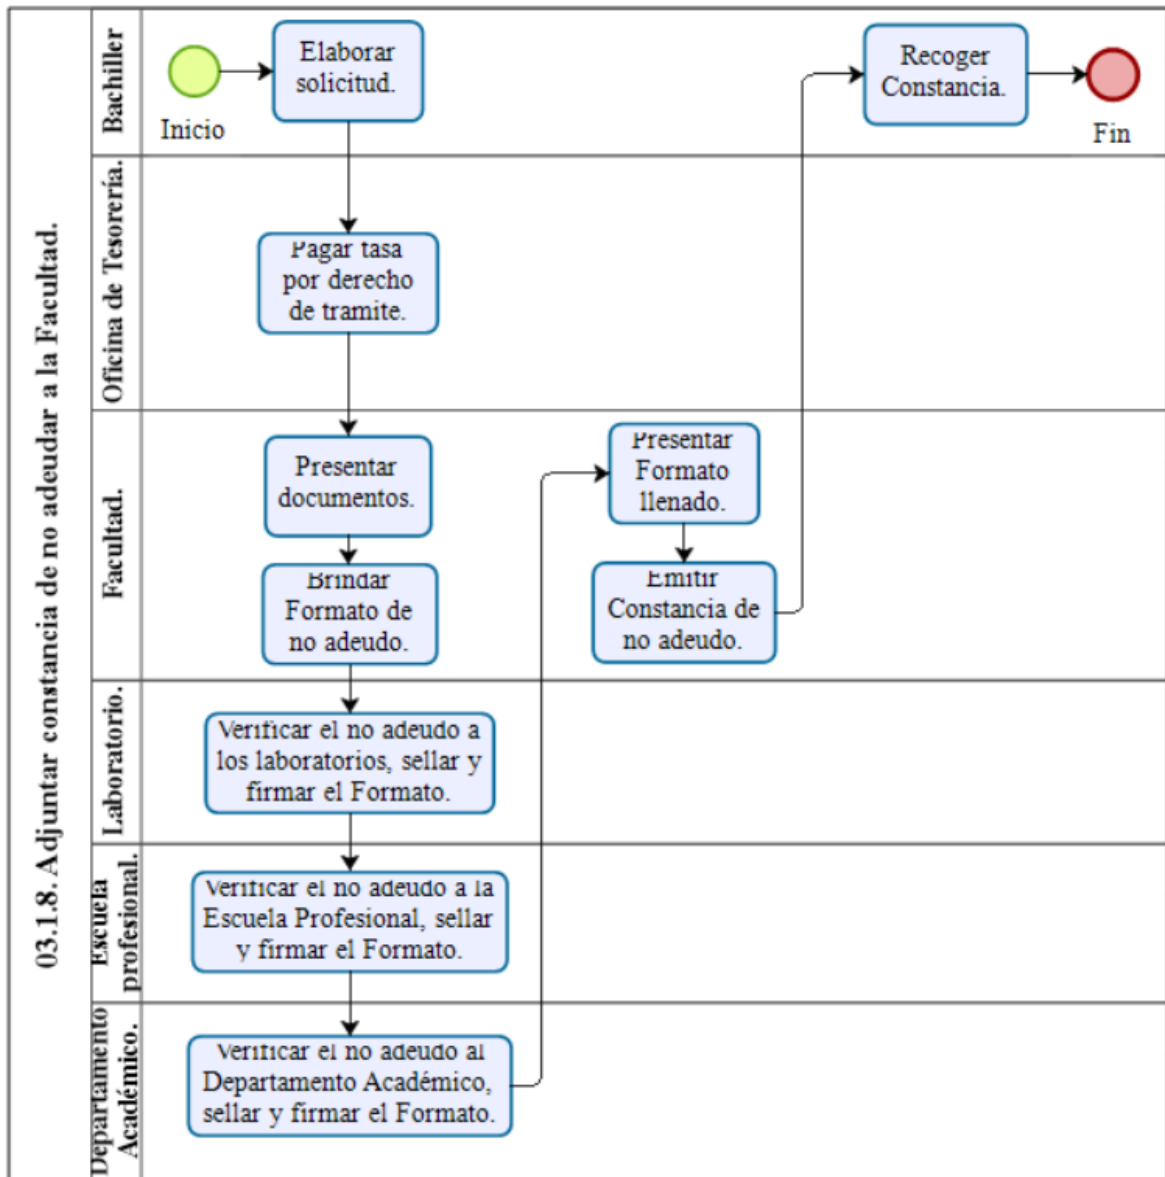 03.1.8. Adjuntar constancia de no adeudar a la Facultad.
Bachiller
Inicio
Elaborar
solicitud.
Recoger
Constancia.
Fin
Oficina de Tesorería.
Pagar tasa
por derecho
de tramite.
Facultad.
Presentar
documentos.
Brindar
Formato de
no adeudo.
Presentar
Formato
llenado.
Emitir
Constancia de
no adeudo.
Laboratorio.
Verificar el no adeudo a
los laboratorios, sellar y
firmar el Formato.
Escuela
profesional.
Verificar el no adeudo a la
Escuela Profesional, sellar
y firmar el Formato.
Departamento
Académico.
Verificar el no adeudo al
Departamento Académico,
sellar y firmar el Formato.